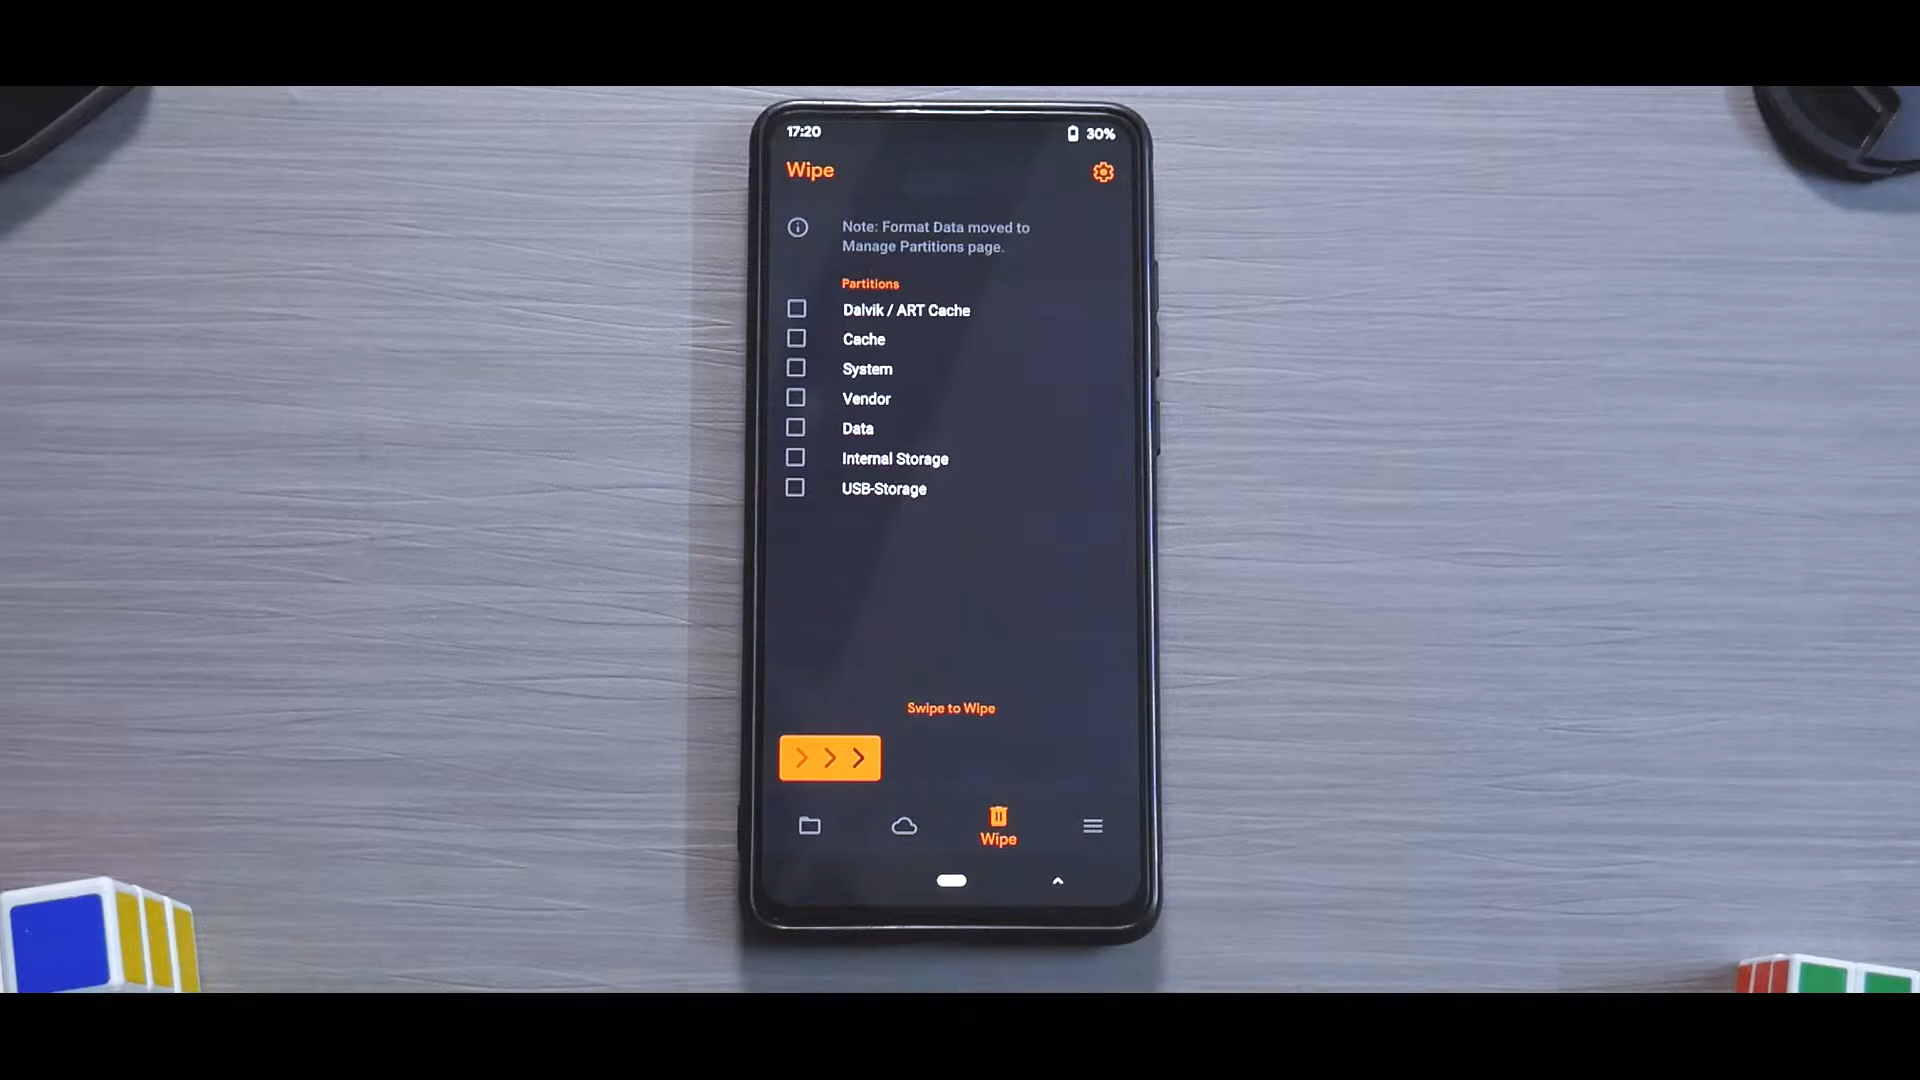 17:20
30%
Wipe
Note: Format Data moved to
Manage Partitions page.
Partitions
Dalvik / ART Cache
Cache
System
Vendor
Data
Internal Storage
USB-Storage
Swipe to Wipe
Wipe